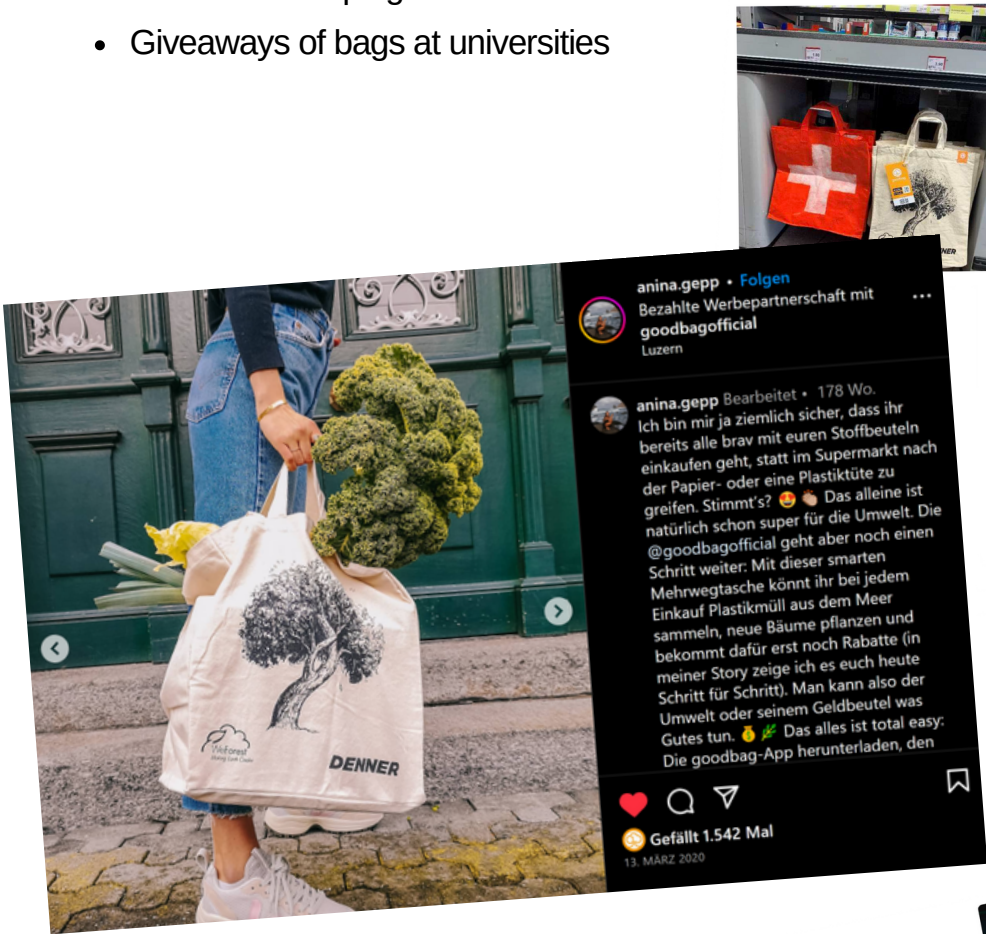 • Giveaways of bags at universities
DENNER
anina.gepp • Folgen
Bezahlte Werbepartnerschaft mit
goodbagofficial
Luzern
anina.gepp Bearbeitet • 178 Wo.
Ich bin mir ja ziemlich sicher, dass ihr
bereits alle brav mit euren Stoffbeuteln
einkaufen geht, statt im Supermarkt nach
der Papier- oder eine Plastiktüte zu
greifen. Stimmt's? 😍 👏🏼 Das alleine ist
natürlich schon super für die Umwelt. Die
@goodbagofficial geht aber noch einen
Schritt weiter: Mit dieser smarten
Mehrwegtasche könnt ihr bei jedem
Einkauf Plastikmüll aus dem Meer
sammeln, neue Bäume pflanzen und
bekommt dafür erst noch Rabatte (in
meiner Story zeige ich es euch heute
Schritt für Schritt). Man kann also der
Umwelt oder seinem Geldbeutel was
Gutes tun. 💰🌿 Das alles ist total easy:
Die goodbag-App herunterladen, den
Gefällt 1.542 Mal
13. MÄRZ 2020
WeForest
DENNER